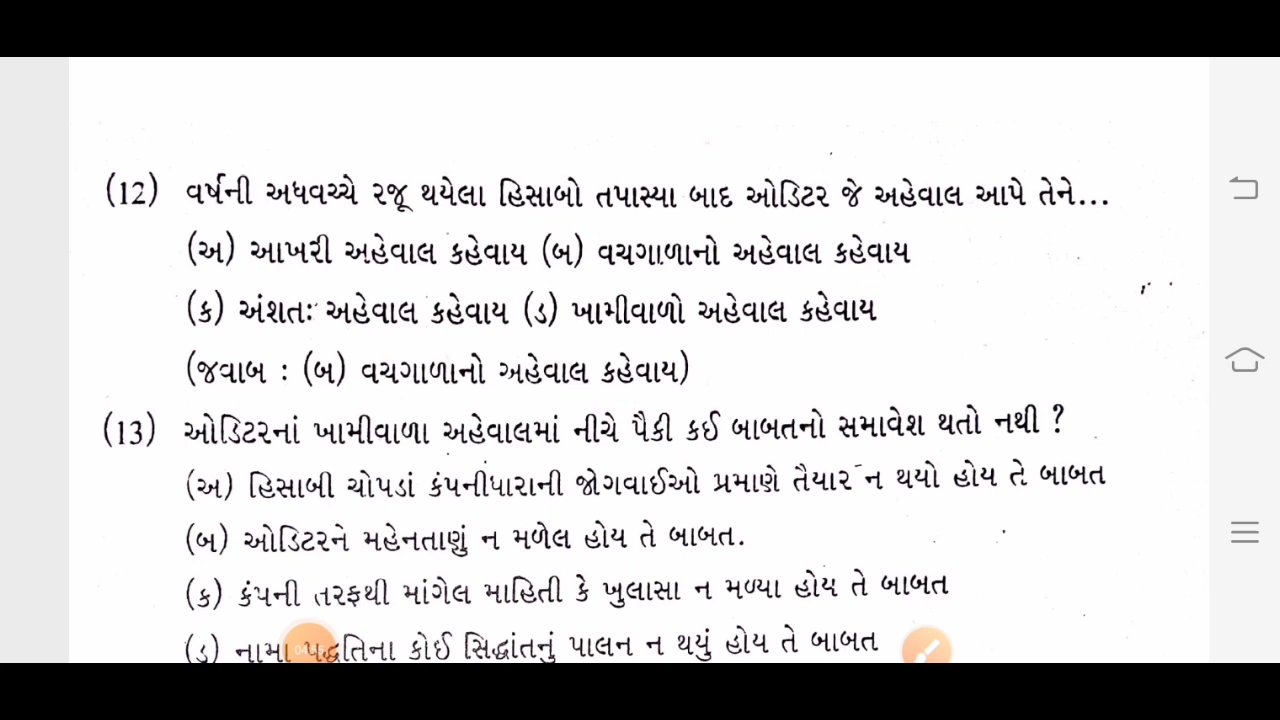 (12) વર્ષની અધવચ્ચે રજૂ થયેલા હિસાબો તપાસ્યા બાદ ઓડિટર જે અહેવાલ આપે તેને...
(અ) આખરી અહેવાલ કહેવાય (બ) વચગાળાનો અહેવાલ કહેવાય
(ક) અંશતઃ અહેવાલ કહેવાય (ડ) ખામીવાળો અહેવાલ કહેવાય
(જવાબ : (બ) વચગાળાનો અહેવાલ કહેવાય)
(13) ઓડિટરનાં ખામીવાળા અહેવાલમાં નીચે પૈકી કઈ બાબતનો સમાવેશ થતો નથી ?
(અ) હિસાબી ચોપડાં કંપનીધારાની જોગવાઈઓ પ્રમાણે તૈયાર ન થયો હોય તે બાબત
(બ) ઓડિટરને મહેનતાણું ન મળેલ હોય તે બાબત.
(ક) કંપની તરફથી માંગેલ માહિતી કે ખુલાસા ન મળ્યા હોય તે બાબત
(ડ) નામા પદ્ધતિના કોઈ સિદ્ધાંતનું પાલન ન થયું હોય તે બાબત